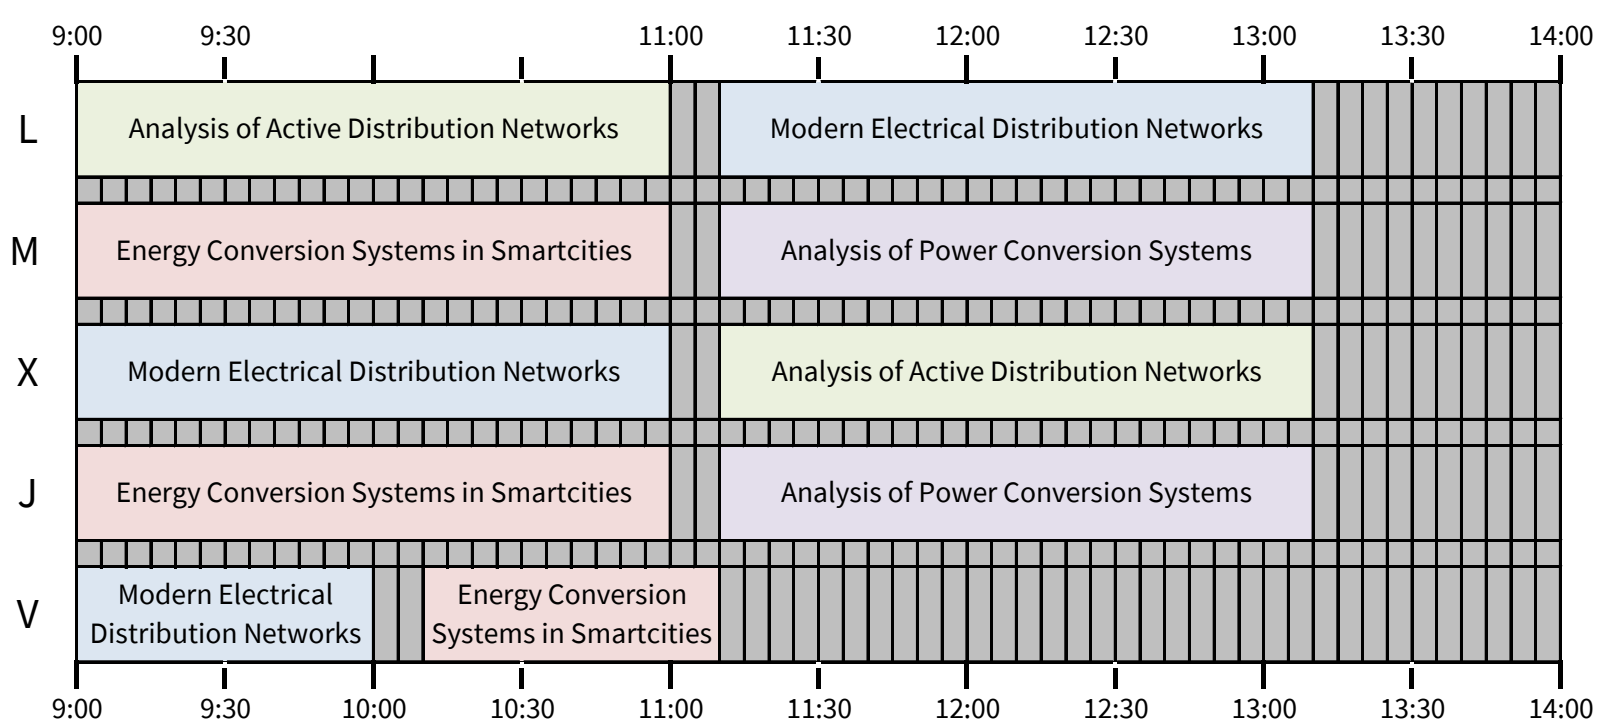 9:00 9:30 11:00 11:30 12:00 12:30 13:00 13:30 14:00
L Analysis of Active Distribution Networks Modern Electrical Distribution Networks
M Energy Conversion Systems in Smartcities Analysis of Power Conversion Systems
X Modern Electrical Distribution Networks Analysis of Active Distribution Networks
J Energy Conversion Systems in Smartcities Analysis of Power Conversion Systems
V
Modern Electrical
Distribution Networks
Energy Conversion
Systems in Smartcities
9:00 9:30 10:00 10:30 11:00 11:30 12:00 12:30 13:00 13:30 14:00